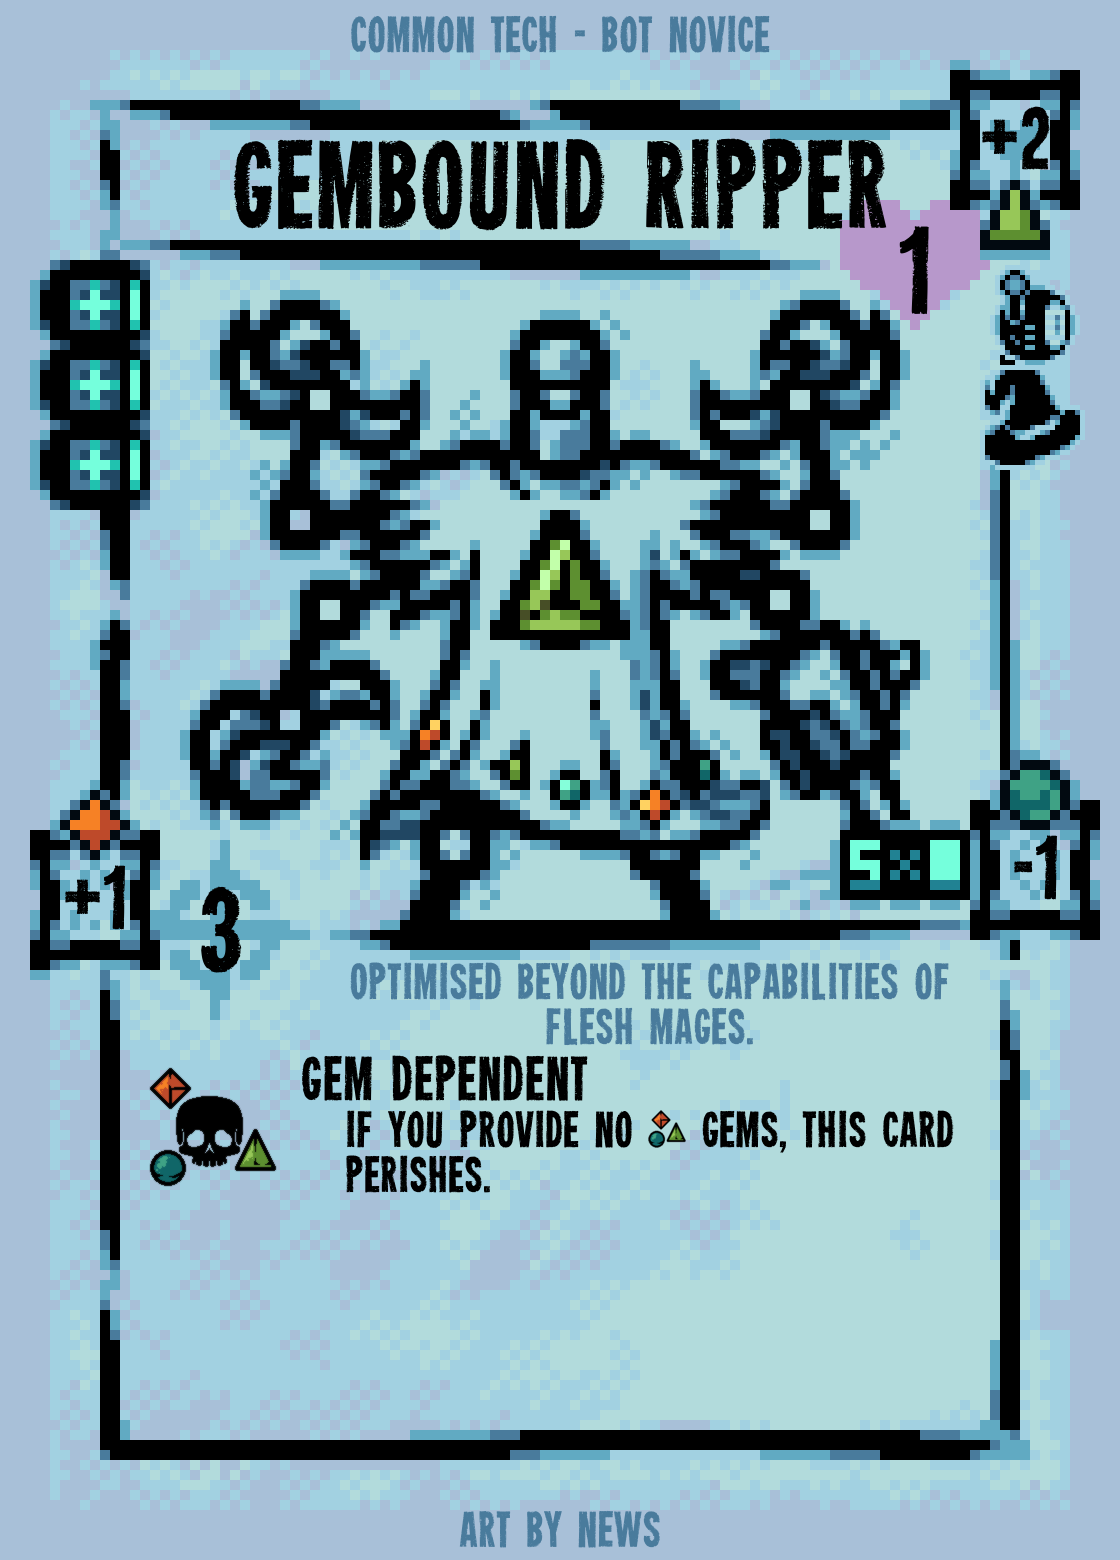 COMMON TECH - BOT NOVICE
GEMBOUND RIPPER
+2
1
5
+1
-1
3
OPTIMISED BEYOND THE CAPABILITIES OF
FLESH MAGES.
GEM DEPENDENT
IF YOU PROVIDE NO GEMS, THIS CARD
PERISHES.
ART BY NEWS